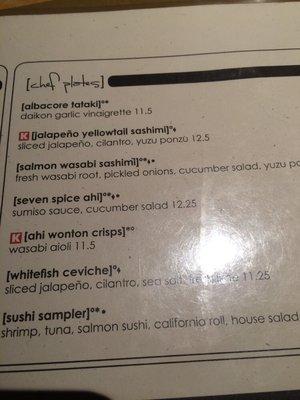 [chef plates]
[albacore tataki]°•
daikon garlic vinaigrette 11.5
K [jalapeño yellowtail sashimi]°♦
sliced jalapeño, cilantro, yuzu ponzu 12.5
[salmon wasabi sashimi]°•♦•
fresh wasabi root, pickled onions, cucumber salad, yuzu
[seven spice ahi]°•♦•
sumiso sauce, cucumber salad 12.25
K [ahi wonton crisps]•°
wasabi aioli 11.5
[whitefish ceviche]°♦
sliced jalapeño, cilantro, sea salt, fresh lime 11.25
[sushi sampler]°• •
shrimp, tuna, salmon sushi, california roll, house salad